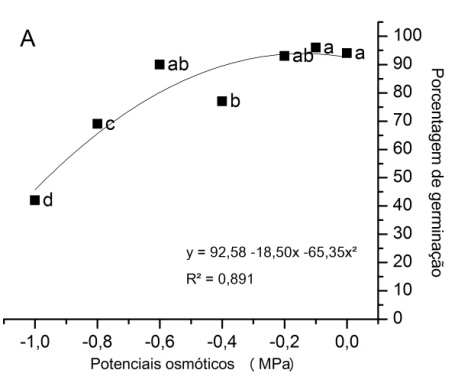 A
100
90
80
70
60
50
40
30
20
10
0
Porcentagem de germinação
a
a
ab
ab
b
c
d
y = 92,58 -18,50x -65,35x²
R² = 0,891
-1,0 -0,8 -0,6 -0,4 -0,2 0,0
Potenciais osmóticos ( MPa)